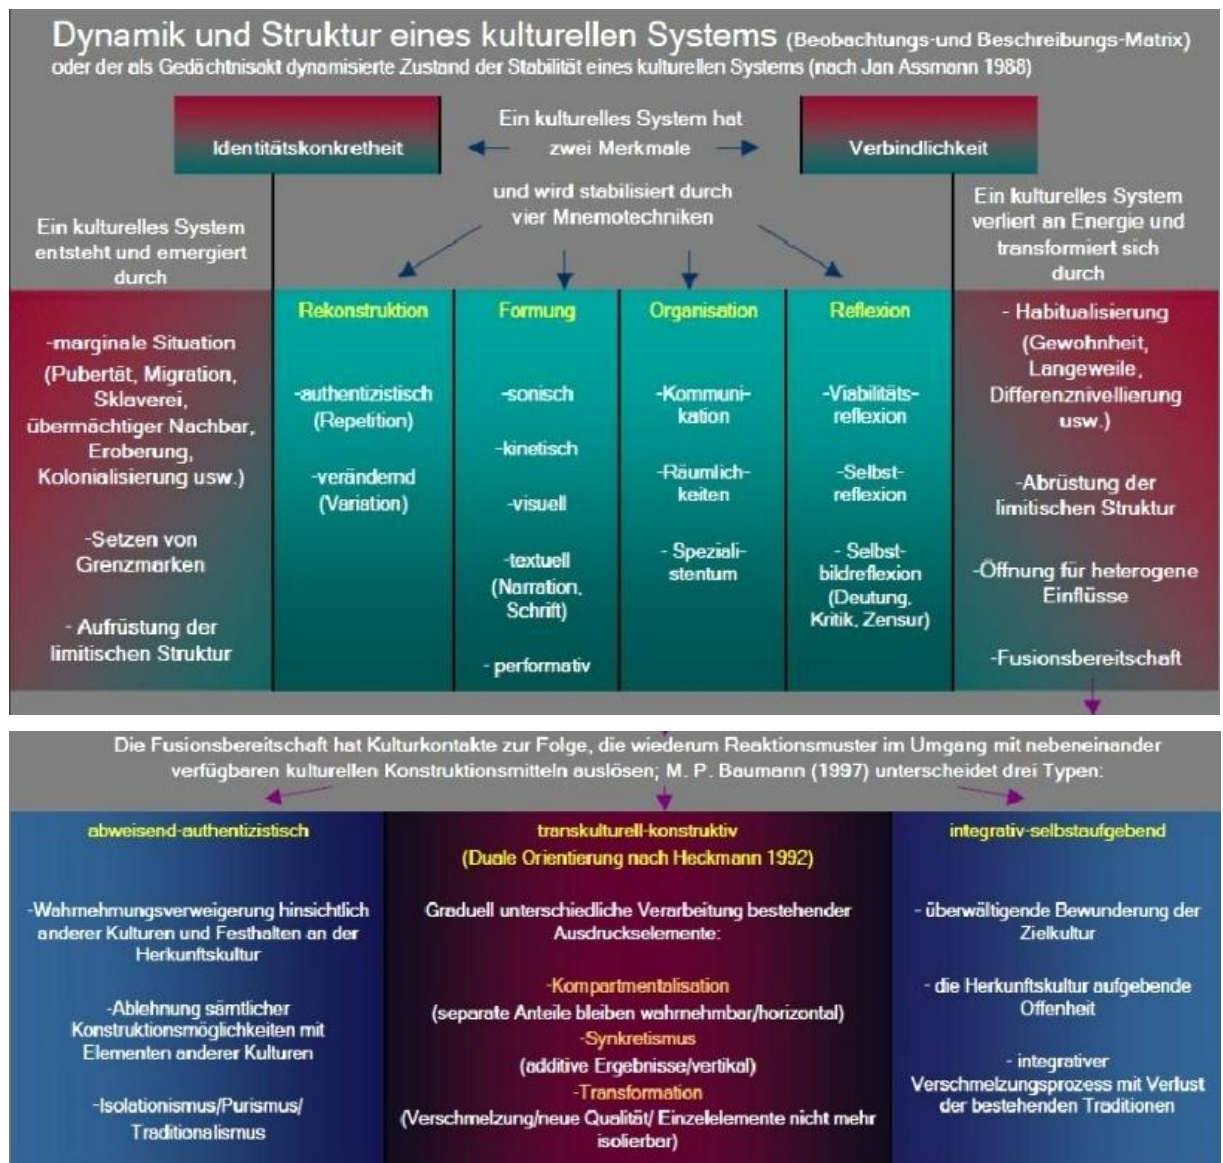 Dynamik und Struktur eines kulturellen Systems (Beobachtungs-und Beschreibungs-Matrix)
oder der als Gedächtnisakt dynamisierte Zustand der Stabilität eines kulturellen Systems (nach Jan Assmann 1988)
Identitätskonkretheit
Ein kulturelles System hat
zwei Merkmale
Verbindlichkeit
und wird stabilisiert durch
vier Mnemotechniken
Ein kulturelles System
entsteht und emergiert
durch
Ein kulturelles System
verliert an Energie und
transformiert sich
durch
-marginale Situation
(Pubertät, Migration,
Sklaverei,
übermächtiger Nachbar,
Eroberung,
Kolonialisierung usw.)
-Setzen von
Grenzmarken
- Aufrüstung der
limitischen Struktur
Rekonstruktion
-authentizistisch
(Repetition)
-verändernd
(Variation)
Formung
-sonisch
-kinetisch
-visuell
-textuell
(Narration,
Schrift)
- performativ
Organisation
-Kommuni-
kation
-Räumlich-
keiten
- Speziali-
stentum
Reflexion
-Viabilitäts-
reflexion
-Selbst-
reflexion
- Selbst-
bildreflexion
(Deutung,
Kritik, Zensur)
- Habitualisierung
(Gewohnheit,
Langeweile,
Differenznivellierung
usw.)
-Abrüstung der
limitischen Struktur
-Öffnung für heterogene
Einflüsse
-Fusionsbereitschaft
Die Fusionsbereitschaft hat Kulturkontakte zur Folge, die wiederum Reaktionsmuster im Umgang mit nebeneinander
verfügbaren kulturellen Konstruktionsmitteln auslösen; M. P. Baumann (1997) unterscheidet drei Typen:
abweisend-authentizistisch
-Wahrnehmungsverweigerung hinsichtlich
anderer Kulturen und Festhalten an der
Herkunftskultur
-Ablehnung sämtlicher
Konstruktionsmöglichkeiten mit
Elementen anderer Kulturen
-Isolationismus/Purismus/
Traditionalismus
transkulturell-konstruktiv
(Duale Orientierung nach Heckmann 1992)
Graduell unterschiedliche Verarbeitung bestehender
Ausdruckselemente:
-Kompartmentalisation
(separate Anteile bleiben wahrnehmbar/horizontal)
-Synkretismus
(additive Ergebnisse/vertikal)
-Transformation
(Verschmelzung/neue Qualität/ Einzelelemente nicht mehr
isolierbar)
integrativ-selbstaufgebend
- überwältigende Bewunderung der
Zielkultur
- die Herkunftskultur aufgebende
Offenheit
- integrativer
Verschmelzungsprozess mit Verlust
der bestehenden Traditionen